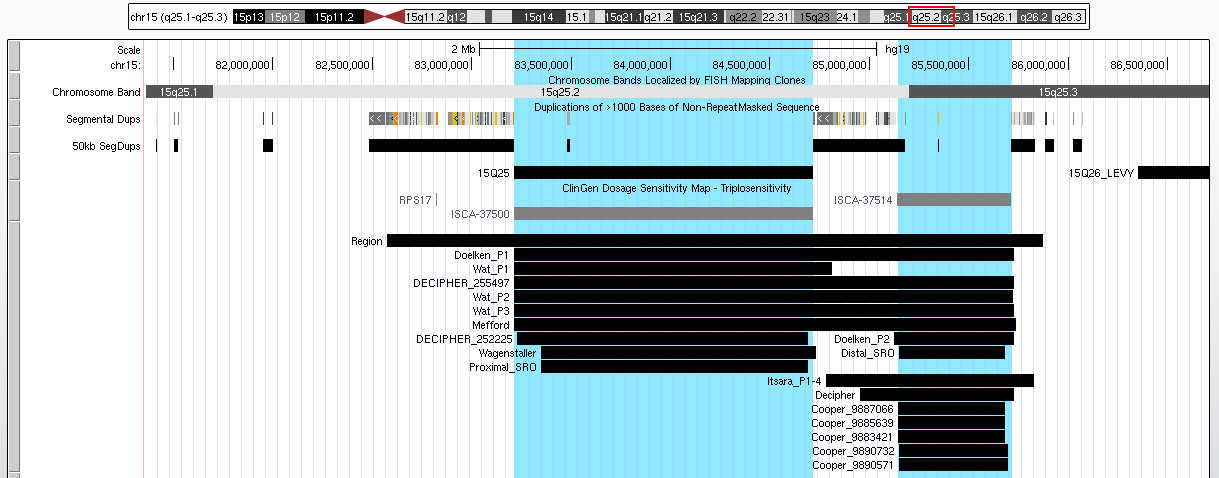 chr15 (q25.1-q25.3) 15p13 15p12 15p11.2 15q11.2 q12 15q14 15.1 15q21.1 q21.2 15q21.3 q22.2 22.31 15q23 24.1 q25.1 q25.2 q25.3 15q26.1 q26.2 q26.3
Scale 2 Mb hg19
chr15: 82,000,000 82,500,000 83,000,000 83,500,000 84,000,000 84,500,000 85,000,000 85,500,000 86,000,000 86,500,000
Chromosome Bands Localized by FISH Mapping Clones
Chromosome Band 15q25.1 15q25.2 15q25.3
Duplications of >1000 Bases of Non-RepeatMasked Sequence
Segmental Dups
50kb SegDups
15Q25 15Q26_LEVY
ClinGen Dosage Sensitivity Map - Triplosensitivity
RPS17 ISCA-37514
ISCA-37500
Region
Doelken_P1
Wat_P1
DECIPHER_255497
Wat_P2
Wat_P3
Mefford
DECIPHER_252225 Doelken_P2
Wagenstaller Distal_SRO
Proximal_SRO
Itsara_P1-4
Decipher
Cooper_9887066
Cooper_9885639
Cooper_9883421
Cooper_9890732
Cooper_9890571